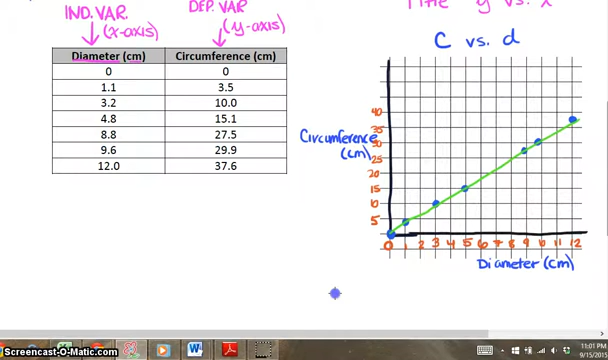 IND. VAR.
(x-axis)
DEP. VAR
(y-axis)
Title y vs. x
Diameter (cm) Circumference (cm)
0 0
1.1 3.5
3.2 10.0
4.8 15.1
8.8 27.5
9.6 29.9
12.0 37.6
C vs. d
Circumference
(cm)
40
35
30
25
20
15
10
5
0 1 2 3 4 5 6 7 8 9 10 11 12
Diameter (cm)
Screencast-O-Matic.com
11:01 PM
9/15/2015